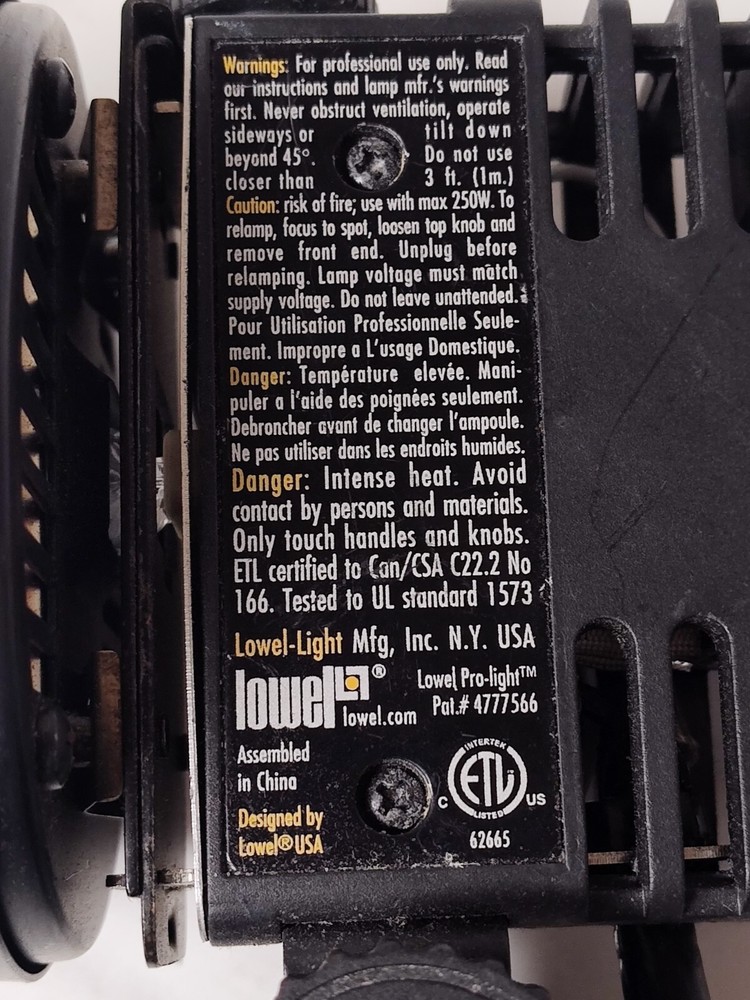 Warnings: For professional use only. Read
our instructions and lamp mfr.'s warnings
first. Never obstruct ventilation, operate
sideways or tilt down
beyond 45°. Do not use
closer than 3 ft. (1m.)
Caution: risk of fire; use with max 250W. To
relamp, focus to spot, loosen top knob and
remove front end. Unplug before
relamping. Lamp voltage must match
supply voltage. Do not leave unattended.
Pour Utilisation Professionnelle Seule-
ment. Impropre a L'usage Domestique.
Danger: Température elevée. Mani-
puler a l'aide des poignées seulement.
Debroncher avant de changer l'ampoule.
Ne pas utiliser dans les endroits humides.
Danger: Intense heat. Avoid
contact by persons and materials.
Only touch handles and knobs.
ETL certified to Can/CSA C22.2 No
166. Tested to UL standard 1573
Lowel-Light Mfg, Inc. N.Y. USA
lowel® Lowel Pro-light™
lowel.com Pat.# 4777566
Assembled
in China
Designed by
Lowel® USA
INTERTEK
C ETL™ US
LISTED
62665